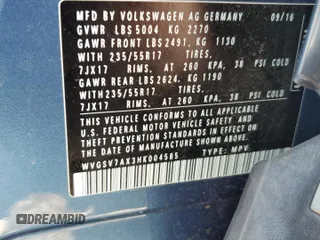 MFD BY VOLKSWAGEN AG GERMANY 09/16
GVWR LBS 5004 KG 2270
GAWR FRONT LBS 2491, KG 1130
WITH 235/55R17 TIRES,
7JX17 RIMS, AT 260 KPA, 38 PSI COLD
GAWR REAR LBS 2624, KG 1190
WITH 235/55R17 TIRES,
7JX17 RIMS, AT 260 KPA, 38 PSI COLD
THIS VEHICLE CONFORMS TO ALL
APPLICABLE FEDERAL MOTOR VEHICLE
SAFETY AND THEFT PREVENTION
STANDARDS IN EFFECT ON THE DATE
OF MANUFACTURE SHOWN ABOVE.
WVGSV7AX3HK004585 TYPE: MPV
DREAMBID